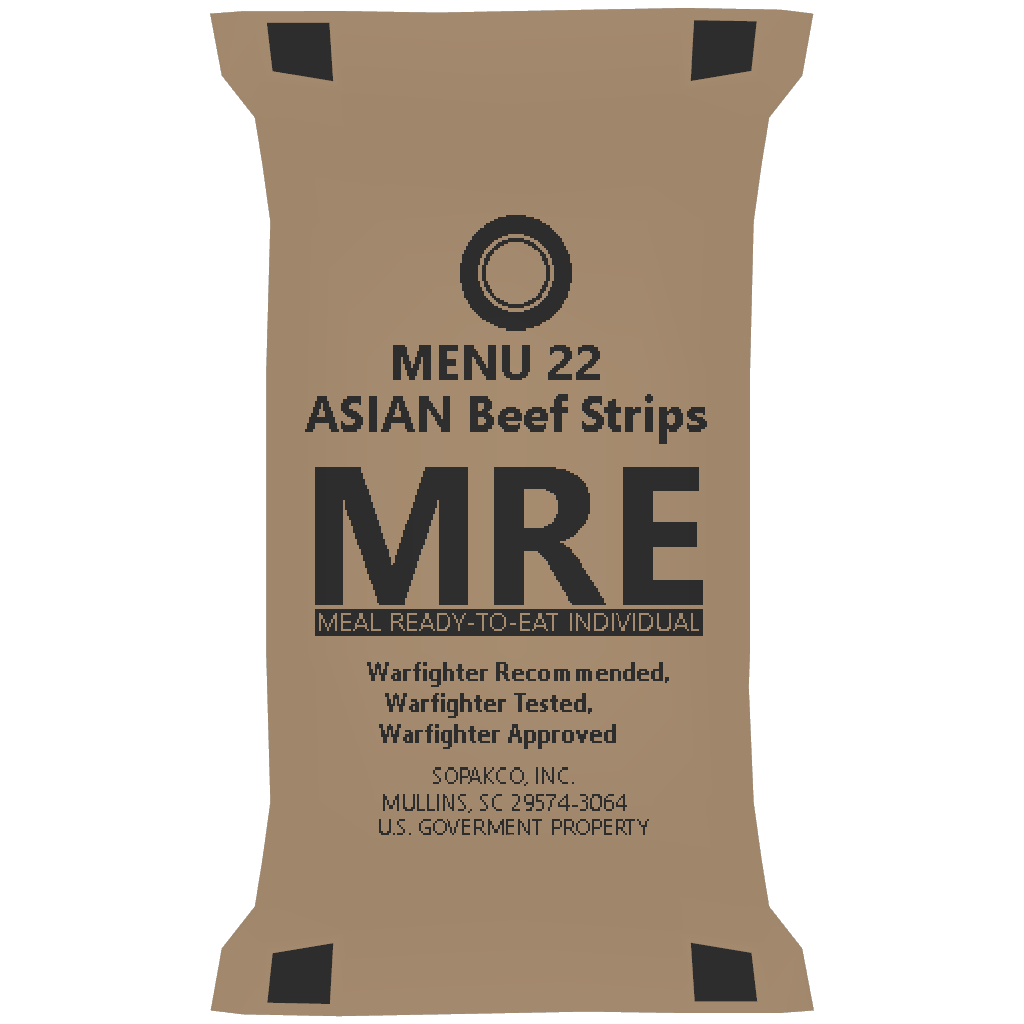 MENU 22
ASIAN Beef Strips
MRE
MEAL READY-TO-EAT INDIVIDUAL
Warfighter Recommended,
Warfighter Tested,
Warfighter Approved
SOPAKCO, INC.
MULLINS, SC 29574-3064
U.S. GOVERMENT PROPERTY